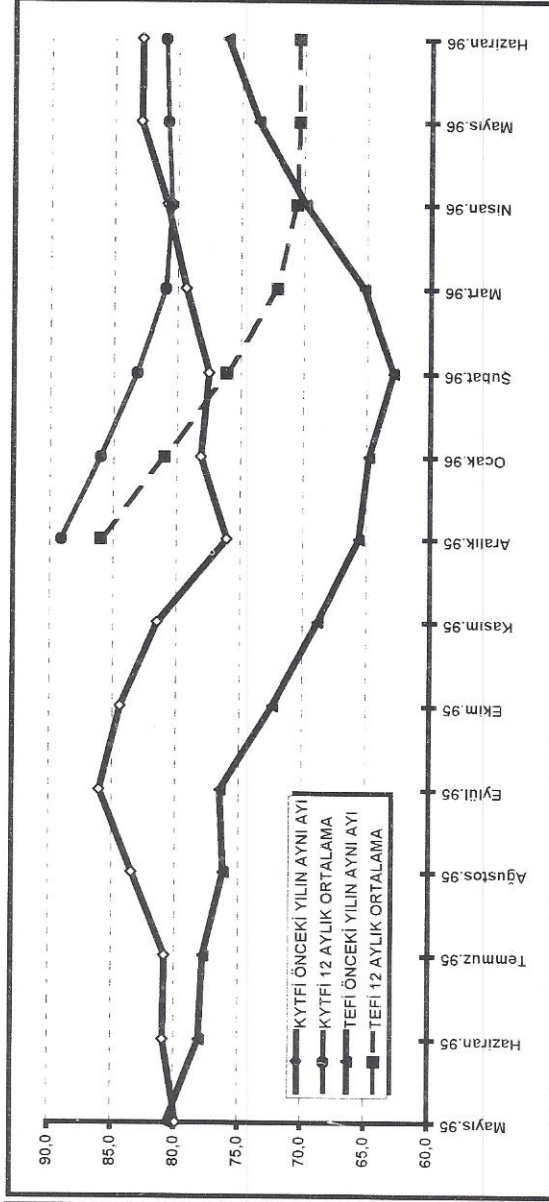 90,0
85,0
80,0
75,0
70,0
65,0
60,0
KYTFİ ÖNCEKİ YILIN AYNI AYI
KYTFİ 12 AYLIK ORTALAMA
TEFİ ÖNCEKİ YILIN AYNI AYI
TEFİ 12 AYLIK ORTALAMA
Mayıs.95
Haziran.95
Temmuz.95
Ağustos.95
Eylül.95
Ekim.95
Kasım.95
Aralık.95
Ocak.96
Şubat.96
Mart.96
Nisan.96
Mayıs.96
Haziran.96